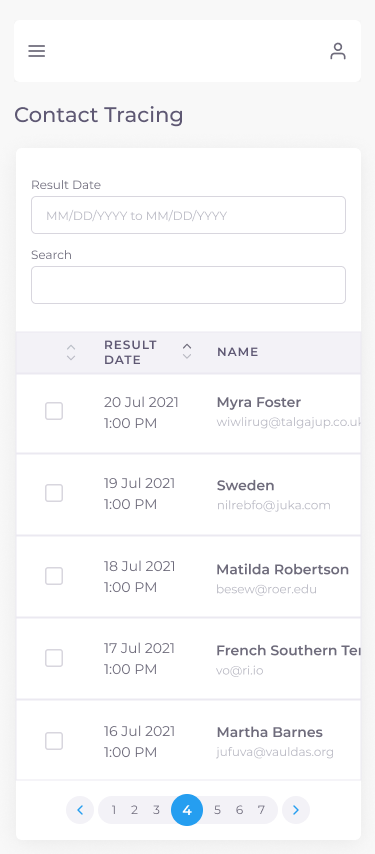 Contact Tracing
Result Date
MM/DD/YYYY to MM/DD/YYYY
Search
RESULT DATE NAME
20 Jul 2021 Myra Foster
1:00 PM wiwlirug@talgajup.co.uk
19 Jul 2021 Sweden
1:00 PM nilrebfo@juka.com
18 Jul 2021 Matilda Robertson
1:00 PM besew@roer.edu
17 Jul 2021 French Southern Ter
1:00 PM vo@ri.io
16 Jul 2021 Martha Barnes
1:00 PM jufuva@vauldas.org
1 2 3 4 5 6 7